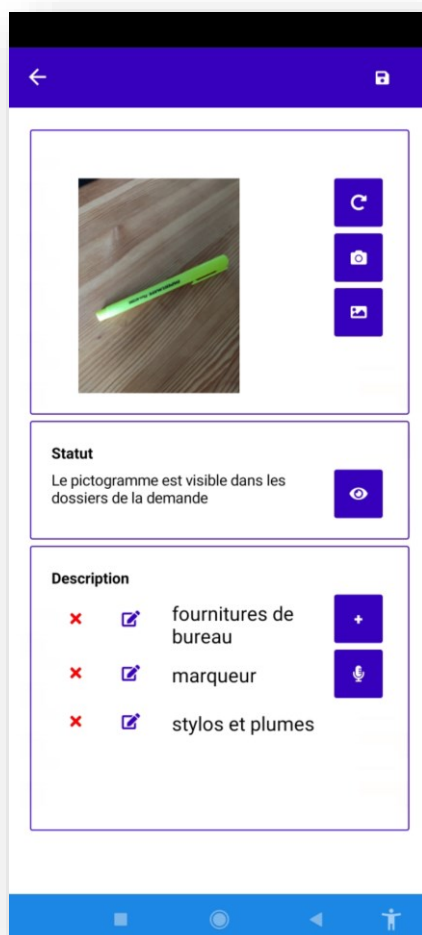 Statut
Le pictogramme est visible dans les
dossiers de la demande
Description
fournitures de
bureau
marqueur
stylos et plumes